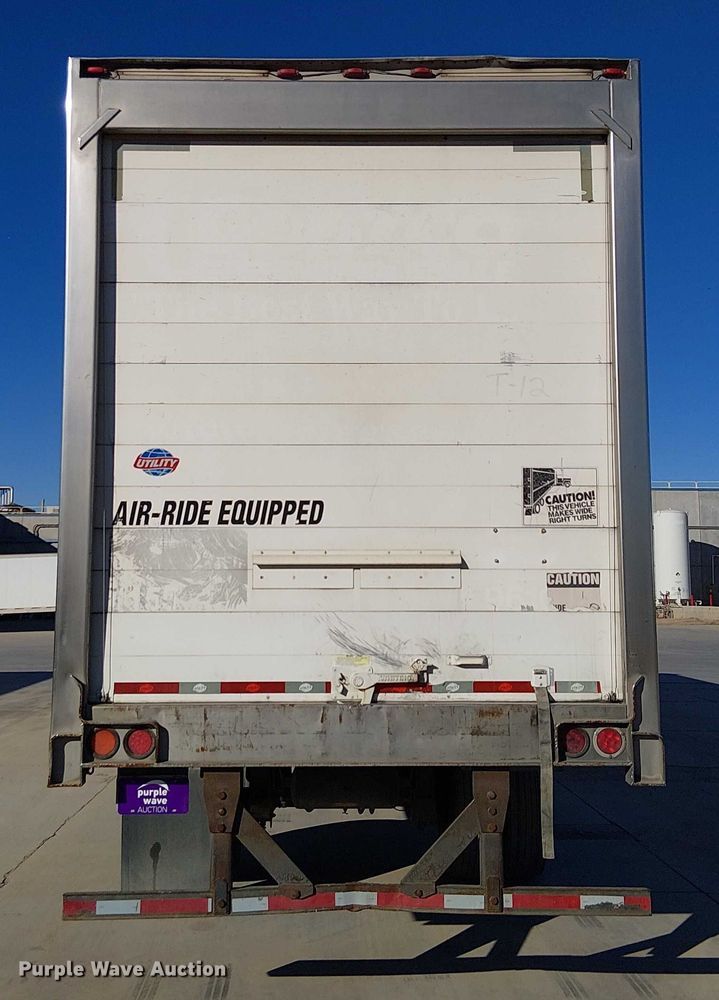 T-12
UTILITY
AIR-RIDE EQUIPPED
CAUTION!
THIS VEHICLE
MAKES WIDE
RIGHT TURNS
CAUTION
purple
wave
AUCTION
Purple Wave Auction